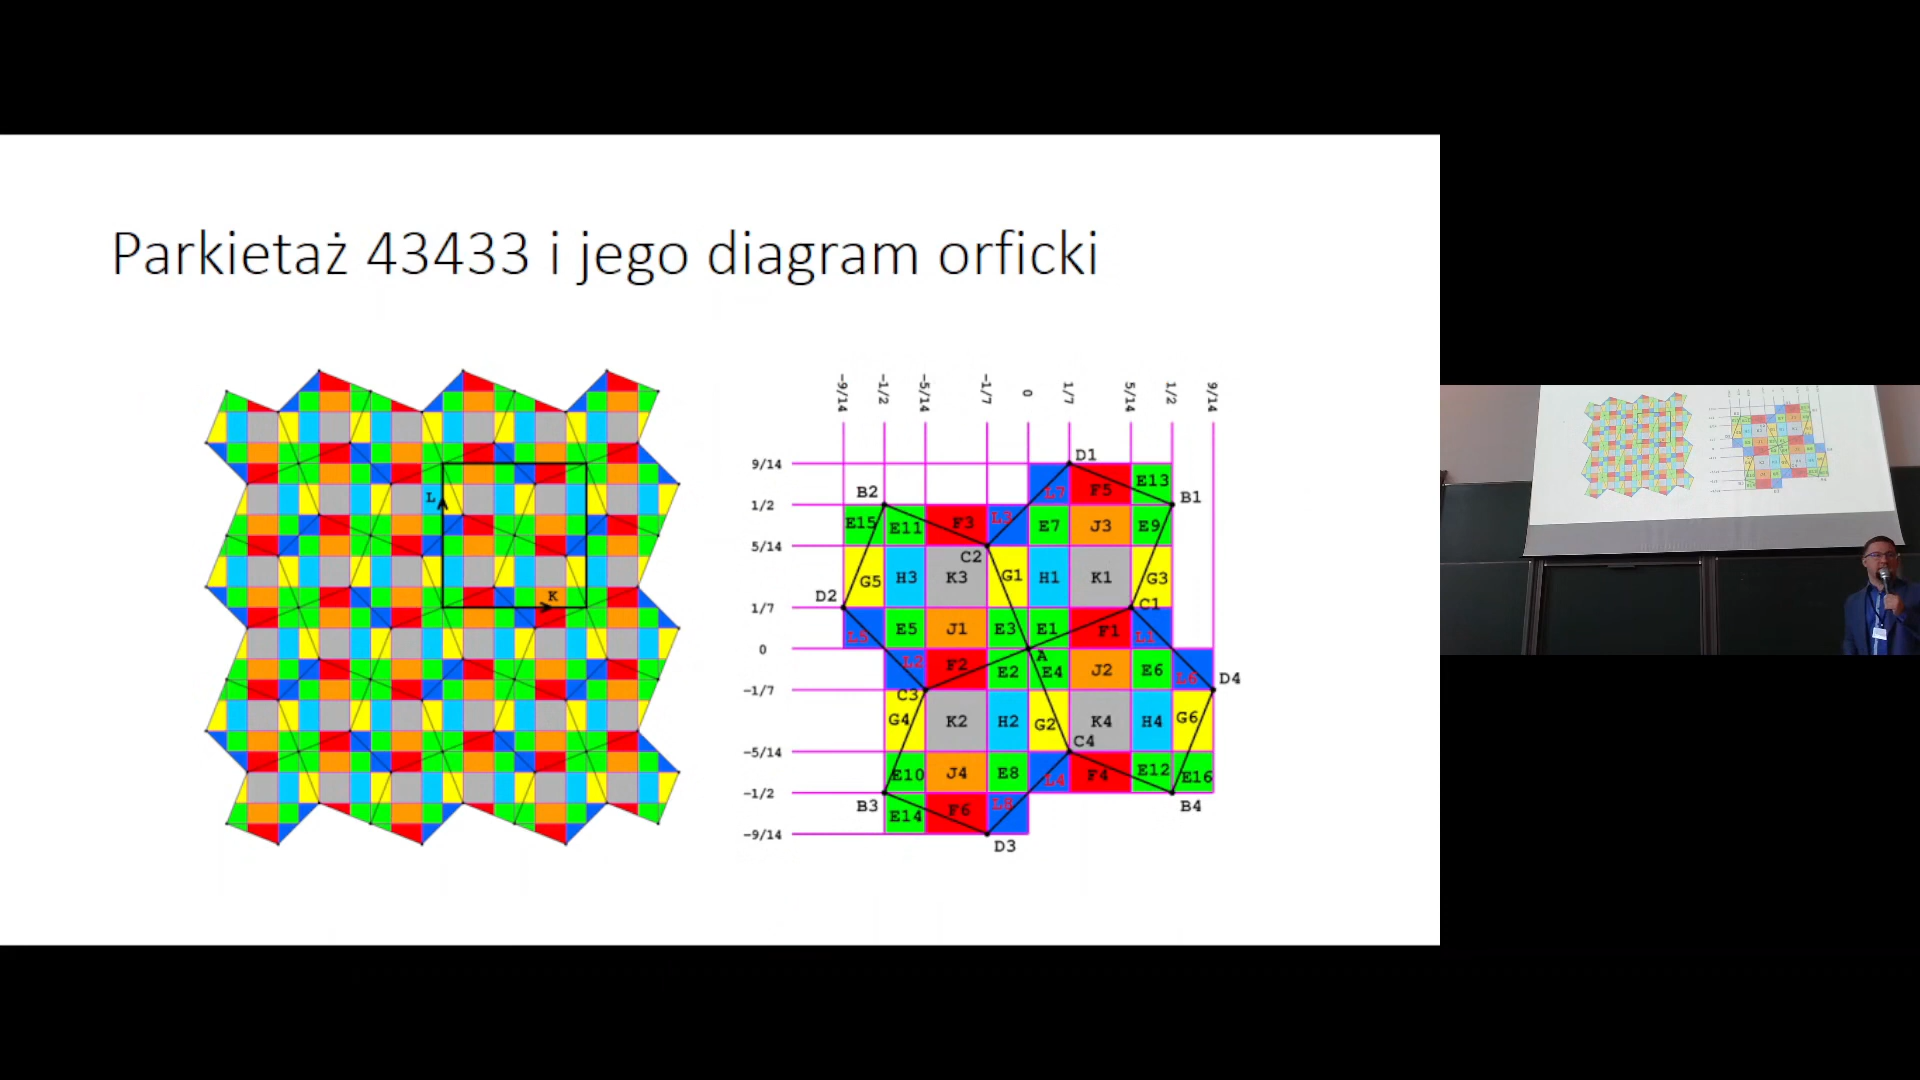 Parkietaż 43433 i jego diagram orficki
-9/14 -1/2 -5/14 -1/7 0 1/7 5/14 1/2 9/14
D1
9/14
E13
B2 L7 F5 B1
1/2
E15 E11 F3 L3 E7 J3 E9
5/14
C2
L
G5 H3 K3 G1 H1 K1 G3
D2 K C1
1/7
L5 E5 J1 E3 E1 F1 L1
0
A
L2 F2 E2 E4 J2 E6 L6 D4
-1/7
C3
G4 K2 H2 G2 K4 H4 G6
C4
-5/14
E10 J4 E8 L4 F4 E12 E16
-1/2
B3 E14 F6 L8 B4
-9/14
D3